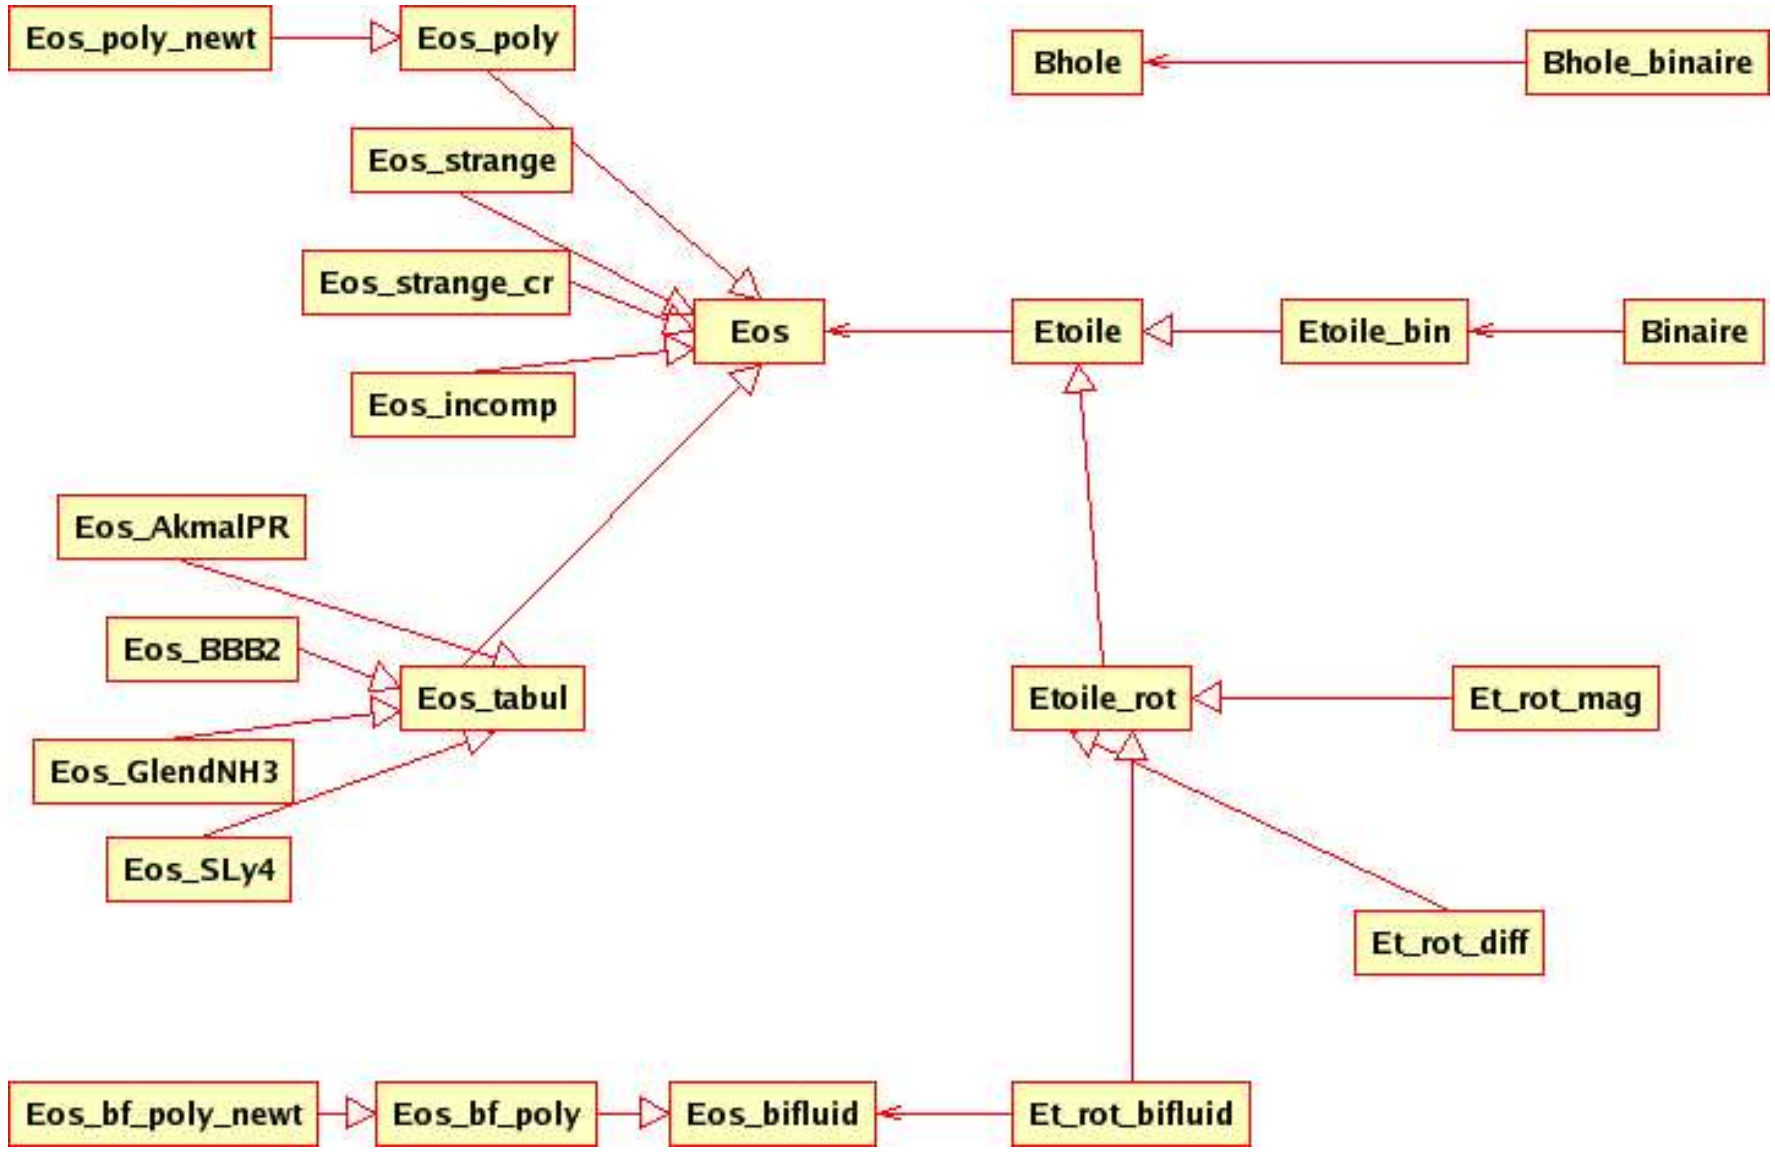 Eos_poly_newt
Eos_poly
Bhole
Bhole_binaire
Eos_strange
Eos_strange_cr
Eos
Etoile
Etoile_bin
Binaire
Eos_incomp
Eos_AkmalPR
Eos_BBB2
Eos_tabul
Etoile_rot
Et_rot_mag
Eos_GlendNH3
Eos_SLy4
Et_rot_diff
Eos_bf_poly_newt
Eos_bf_poly
Eos_bifluid
Et_rot_bifluid